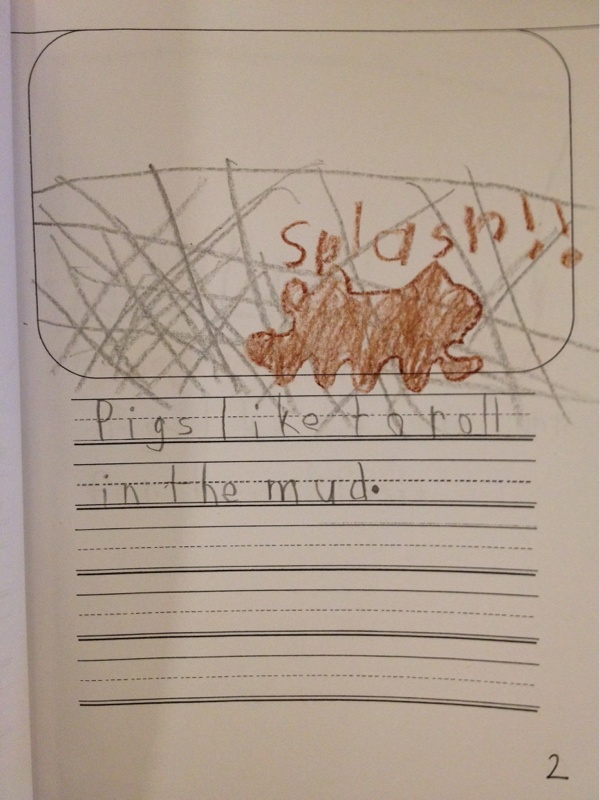 Splash!!
Pigs like to roll
in the mud.
2